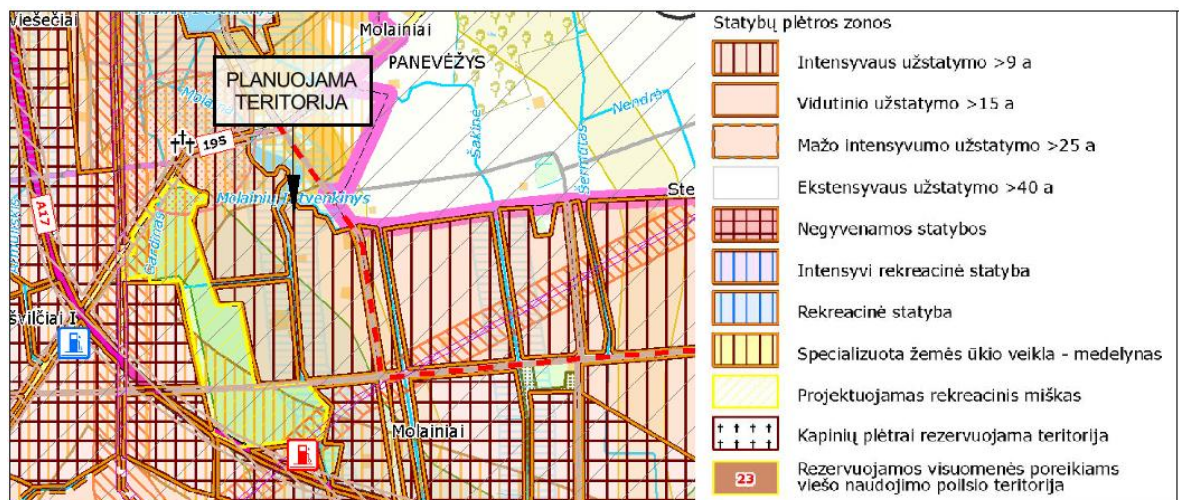 viešečiai
Molainiai
PANEVĖŽYS
PLANUOJAMA
TERITORIJA
Nendrė
Šakinė
Šermutas
195
Molainių tvenkinys
Ste
A17
Gardinas
švilčiai I
Molainiai
Statybų plėtros zonos
Intensyvaus užstatymo >9 a
Vidutinio užstatymo >15 a
Mažo intensyvumo užstatymo >25 a
Ekstensyvaus užstatymo >40 a
Negyvenamos statybos
Intensyvi rekreacinė statyba
Rekreacinė statyba
Specializuota žemės ūkio veikla - medelynas
Projektuojamas rekreacinis miškas
Kapinių plėtrai rezervuojama teritorija
23
Rezervuojamos visuomenės poreikiams
viešo naudojimo poilsio teritorija